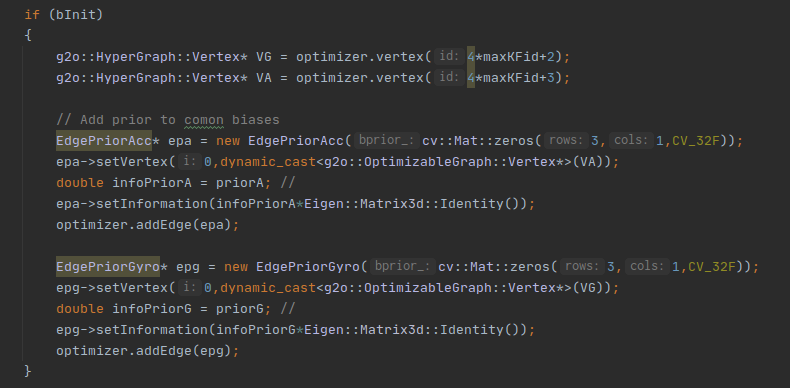 if (bInit)
{
    g2o::HyperGraph::Vertex* VG = optimizer.vertex( id: 4*maxKFid+2);
    g2o::HyperGraph::Vertex* VA = optimizer.vertex( id: 4*maxKFid+3);

    // Add prior to comon biases
    EdgePriorAcc* epa = new EdgePriorAcc( bprior_: cv::Mat::zeros( rows: 3, cols: 1,CV_32F));
    epa->setVertex( i: 0,dynamic_cast<g2o::OptimizableGraph::Vertex*>(VA));
    double infoPriorA = priorA; //
    epa->setInformation(infoPriorA*Eigen::Matrix3d::Identity());
    optimizer.addEdge(epa);

    EdgePriorGyro* epg = new EdgePriorGyro( bprior_: cv::Mat::zeros( rows: 3, cols: 1,CV_32F));
    epg->setVertex( i: 0,dynamic_cast<g2o::OptimizableGraph::Vertex*>(VG));
    double infoPriorG = priorG; //
    epg->setInformation(infoPriorG*Eigen::Matrix3d::Identity());
    optimizer.addEdge(epg);
}